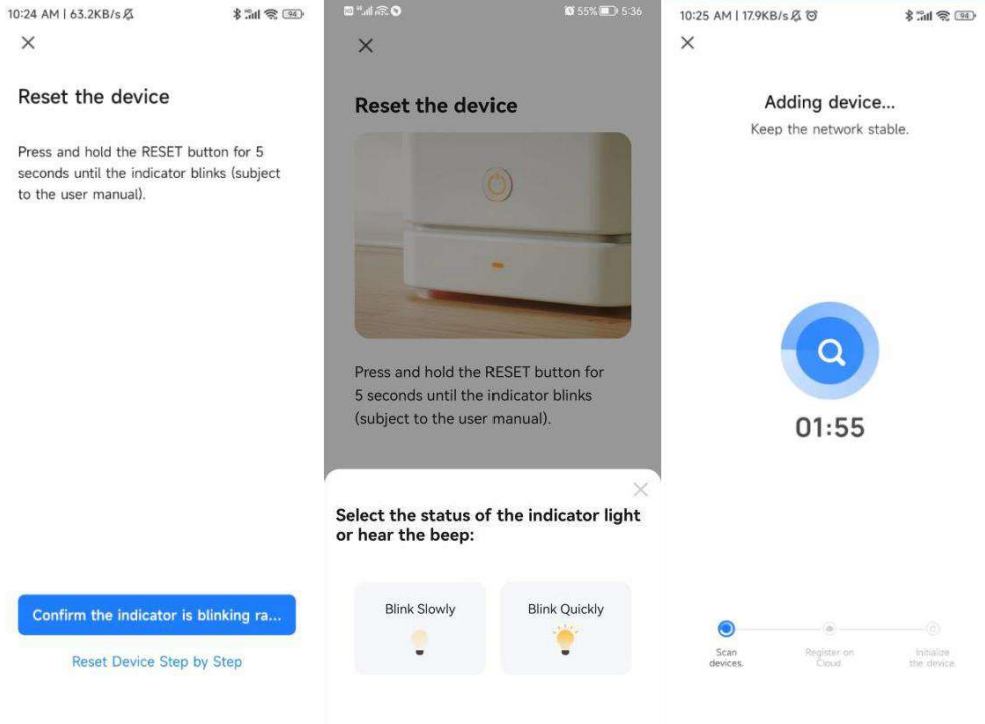 10:24 AM | 63.2KB/s
94
Reset the device
Press and hold the RESET button for 5
seconds until the indicator blinks (subject
to the user manual).
Confirm the indicator is blinking ra...
Reset Device Step by Step
55% 5:36
Reset the device
Press and hold the RESET button for
5 seconds until the indicator blinks
(subject to the user manual).
Select the status of the indicator light
or hear the beep:
Blink Slowly
Blink Quickly
10:25 AM | 17.9KB/s
94
Adding device...
Keep the network stable.
01:55
Scan
devices.
Register on
Cloud.
Initialize
the device.